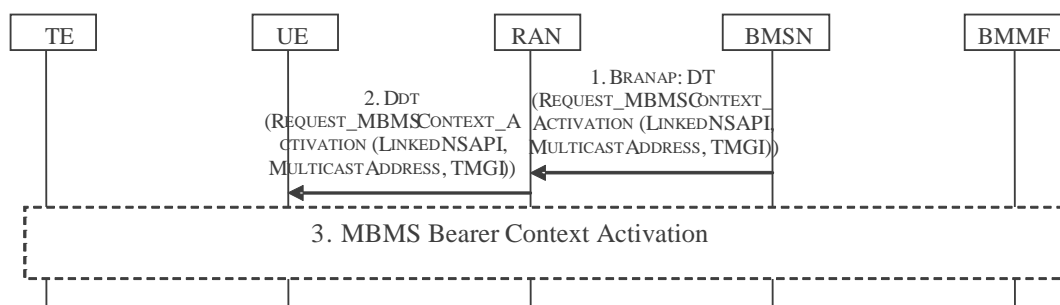 TE UE RAN BMSN BMMF
1. BRANAP: DT
(REQUEST_MBMSCONTEXT_
ACTIVATION (LINKEDNSAPI,
MULTICASTADDRESS, TMGI))
2. DDT
(REQUEST_MBMSCONTEXT_A
CTIVATION (LINKEDNSAPI,
MULTICASTADDRESS, TMGI))
3. MBMS Bearer Context Activation